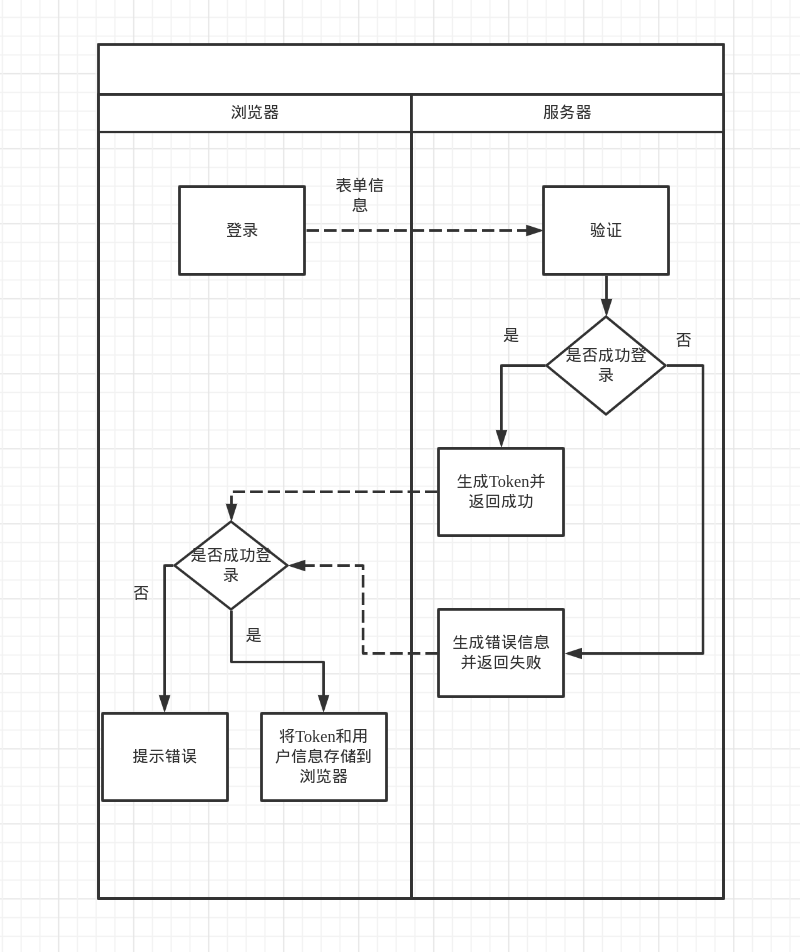 浏览器
服务器
表单信
息
登录
验证
是
否
是否成功登
录
生成Token并
返回成功
是否成功登
录
否
是
生成错误信息
并返回失败
提示错误
将Token和用
户信息存储到
浏览器